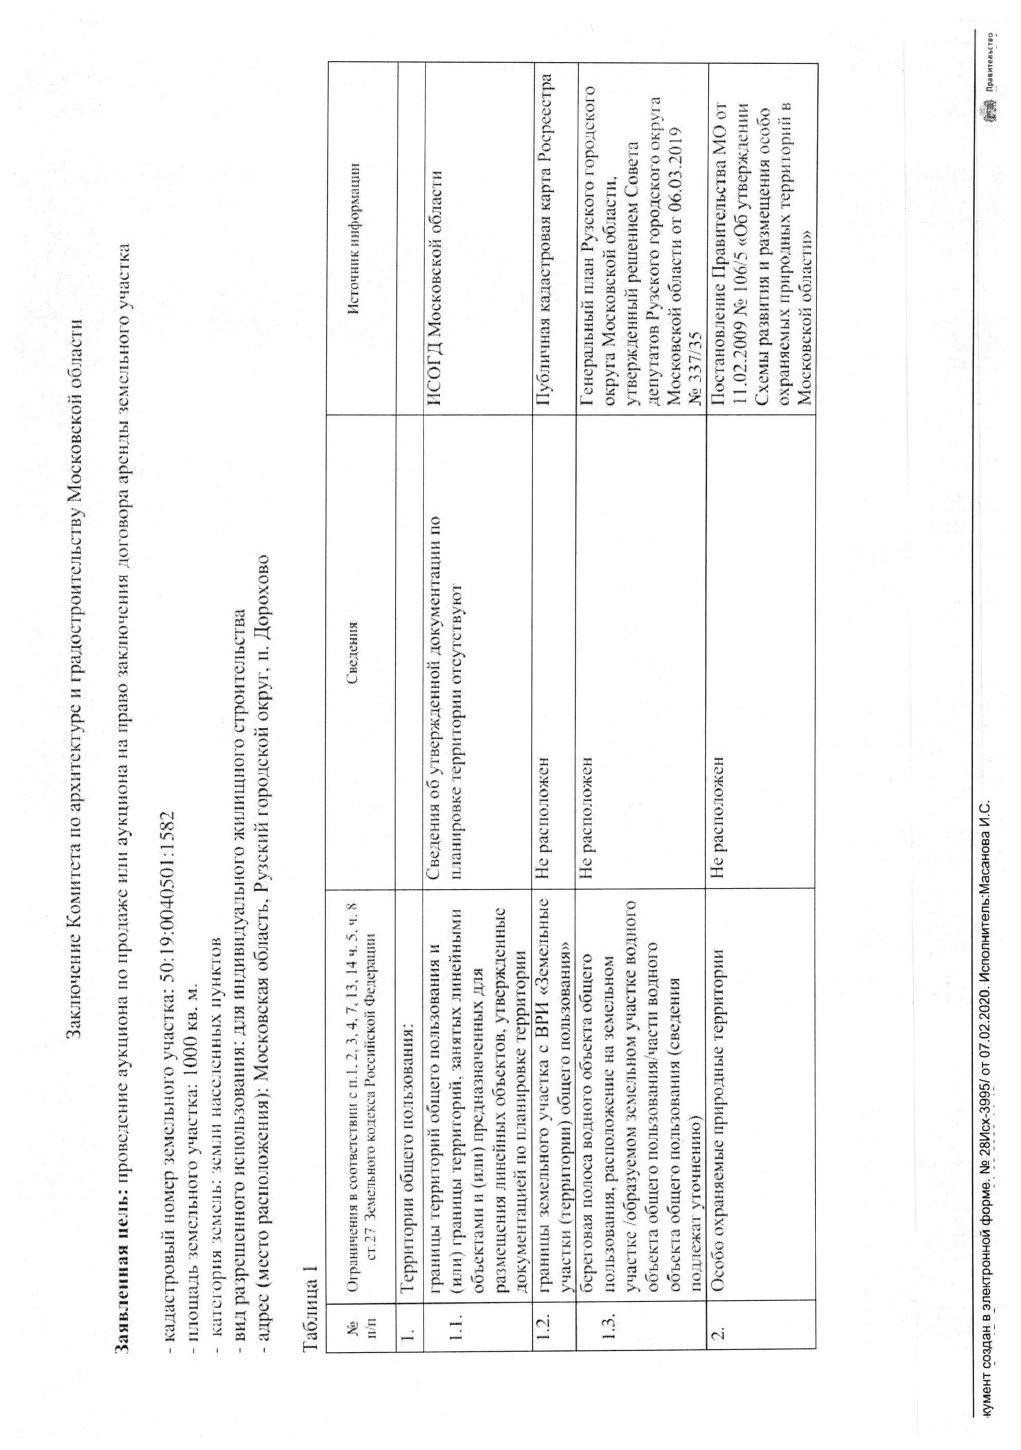 Заключение Комитета по архитектуре и градостроительству Московской области
Заявленная цель: проведение аукциона по продаже или аукциона на право заключения договора аренды земельного участка
- кадастровый номер земельного участка: 50:19:0040501:1582
- площадь земельного участка: 1000 кв. м.
- категория земель: земли населенных пунктов
- вид разрешенного использования: для индивидуального жилищного строительства
- адрес (место расположения): Московская область, Рузский городской округ, п. Дорохово
Таблица 1
№
п/п
Ограничения в соответствии с п.1, 2, 3, 4, 7, 13, 14 ч. 5, ч. 8
ст.27 Земельного кодекса Российской Федерации
Сведения
Источник информации
1.
Территории общего пользования:
1.1.
границы территорий общего пользования и
(или) границы территорий, занятых линейными
объектами и (или) предназначенных для
размещения линейных объектов, утвержденные
документацией по планировке территории
Сведения об утвержденной документации по
планировке территории отсутствуют
ИСОГД Московской области
1.2.
границы земельного участка с ВРИ «Земельные
участки (территории) общего пользования»
Не расположен
Публичная кадастровая карта Росреестра
1.3.
береговая полоса водного объекта общего
пользования, расположение на земельном
участке /образуемом земельном участке водного
объекта общего пользования/части водного
объекта общего пользования (сведения
подлежат уточнению)
Не расположен
Генеральный план Рузского городского
округа Московской области,
утвержденный решением Совета
депутатов Рузского городского округа
Московской области от 06.03.2019
№ 337/35
2.
Особо охраняемые природные территории
Не расположен
Постановление Правительства МО от
11.02.2009 № 106/5 «Об утверждении
Схемы развития и размещения особо
охраняемых природных территорий в
Московской области»
кумент создан в электронной форме. № 28Исх-3995/ от 07.02.2020. Исполнитель:Масанова И.С.
Правительство